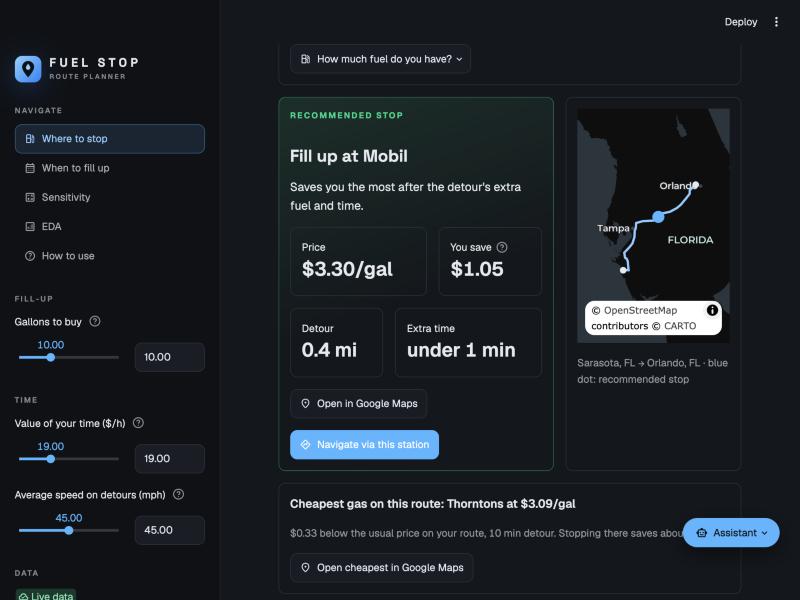 Deploy
FUEL STOP
ROUTE PLANNER
NAVIGATE
Where to stop
When to fill up
Sensitivity
EDA
How to use
FILL-UP
Gallons to buy
10.00
10.00
TIME
Value of your time ($/h)
19.00
19.00
Average speed on detours (mph)
45.00
45.00
DATA
Live data
How much fuel do you have?
RECOMMENDED STOP
Fill up at Mobil
Saves you the most after the detour's extra
fuel and time.
Price
$3.30/gal
You save
$1.05
Detour
0.4 mi
Extra time
under 1 min
Open in Google Maps
Navigate via this station
Orlando
Tampa
FLORIDA
© OpenStreetMap
contributors © CARTO
Sarasota, FL → Orlando, FL · blue
dot: recommended stop
Cheapest gas on this route: Thorntons at $3.09/gal
$0.33 below the usual price on your route, 10 min detour. Stopping there saves
Open cheapest in Google Maps
Assistant